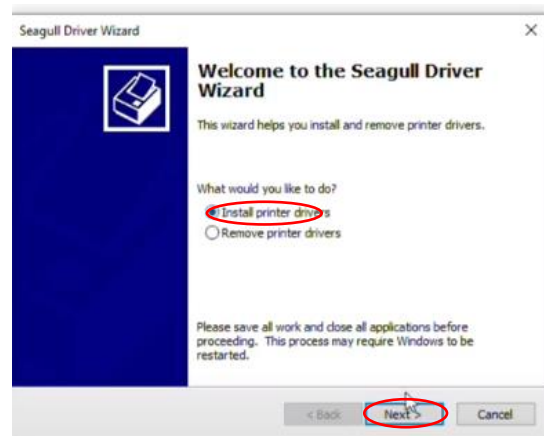 Seagull Driver Wizard
Welcome to the Seagull Driver
Wizard
This wizard helps you install and remove printer drivers.
What would you like to do?
Install printer drivers
Remove printer drivers
Please save all work and close all applications before
proceeding. This process may require Windows to be
restarted.
< Back Next > Cancel